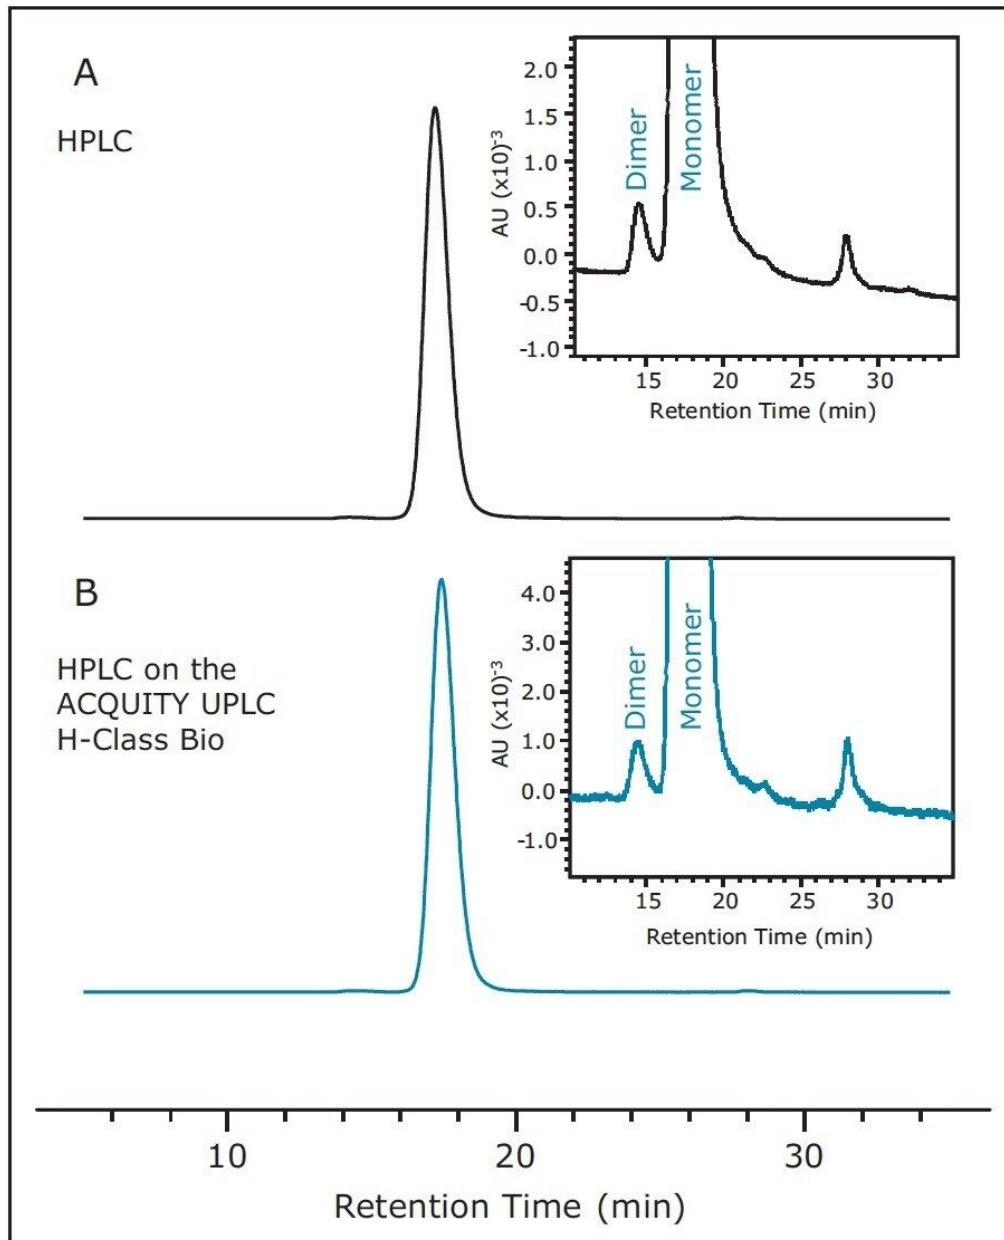 A
HPLC
AU (x10)-3
2.0
1.5
1.0
0.5
0.0
-0.5
-1.0
Dimer
Monomer
15 20 25 30
Retention Time (min)
B
HPLC on the
ACQUITY UPLC
H-Class Bio
AU (x10)-3
4.0
3.0
2.0
1.0
0.0
-1.0
Dimer
Monomer
15 20 25 30
Retention Time (min)
10 20 30
Retention Time (min)